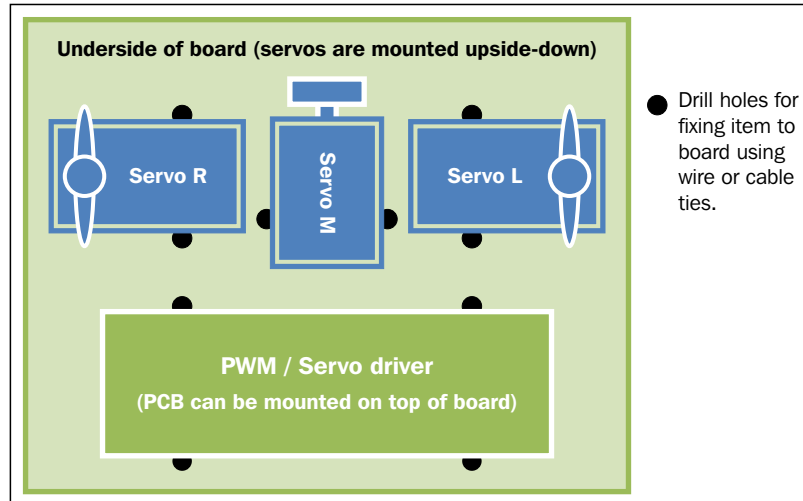 Underside of board (servos are mounted upside-down)
Servo R
Servo M
Servo L
Drill holes for
fixing item to
board using
wire or cable
ties.
PWM / Servo driver
(PCB can be mounted on top of board)